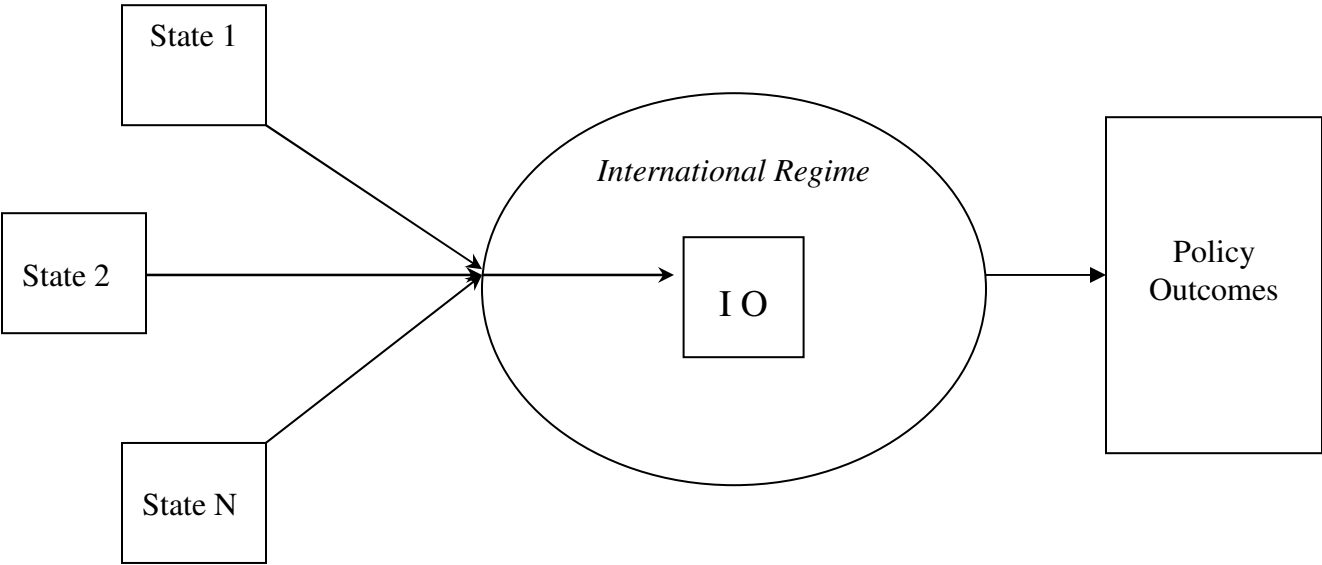 State 1
International Regime
State 2
I O
Policy
Outcomes
State N